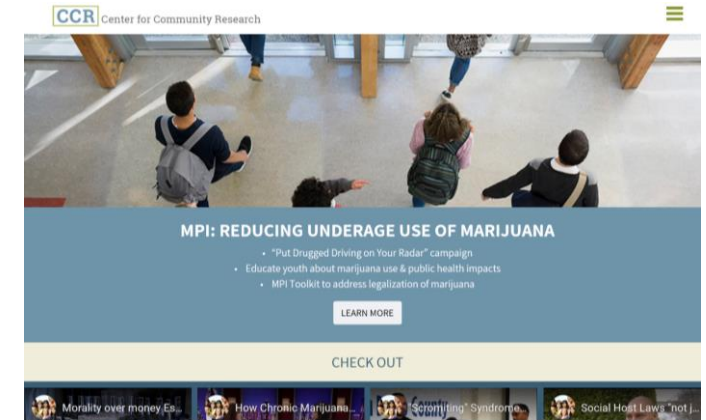 CCR Center for Community Research
MPI: REDUCING UNDERAGE USE OF MARIJUANA
• "Put Drugged Driving on Your Radar" campaign
• Educate youth about marijuana use & public health impacts
• MPI Toolkit to address legalization of marijuana
LEARN MORE
CHECK OUT
Morality over money Es...
How Chronic Marijuana...
"Scromiting" Syndrome...
Social Host Laws "not j...
County